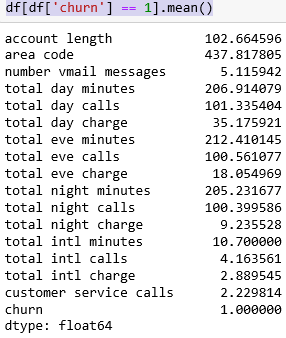 df[df['churn'] == 1].mean()
account length 102.664596
area code 437.817805
number vmail messages 5.115942
total day minutes 206.914079
total day calls 101.335404
total day charge 35.175921
total eve minutes 212.410145
total eve calls 100.561077
total eve charge 18.054969
total night minutes 205.231677
total night calls 100.399586
total night charge 9.235528
total intl minutes 10.700000
total intl calls 4.163561
total intl charge 2.889545
customer service calls 2.229814
churn 1.000000
dtype: float64